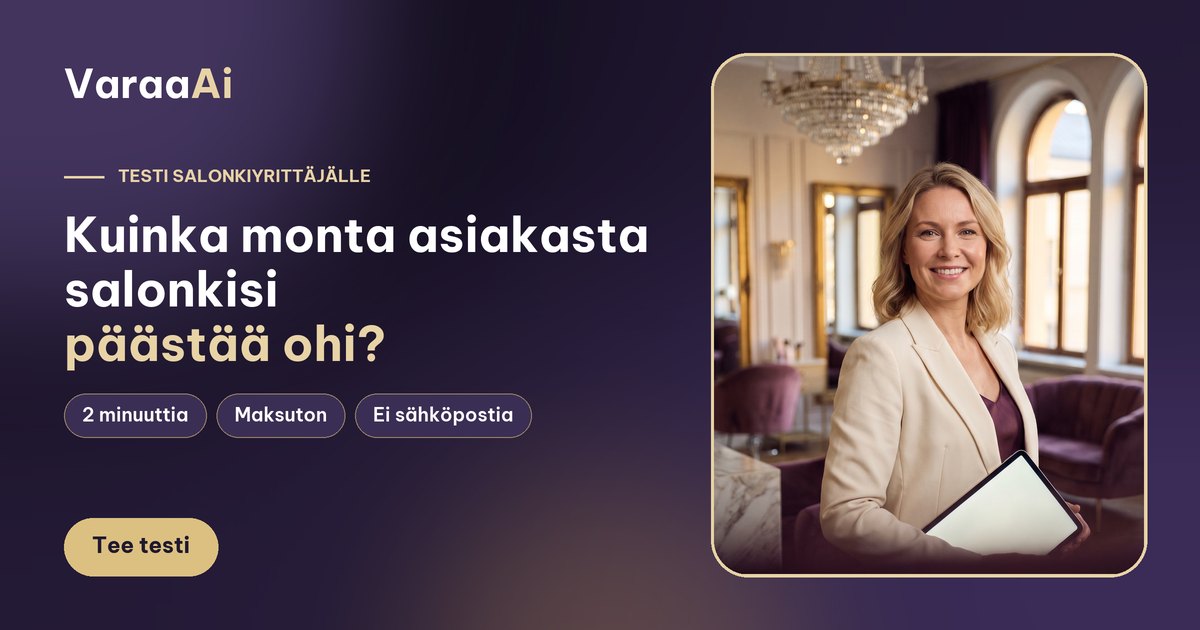 VaraaAi
TESTI SALONKIYRITTÄJÄLLE
Kuinka monta asiakasta
salonkisi
päästää ohi?
2 minuuttia
Maksuton
Ei sähköpostia
Tee testi